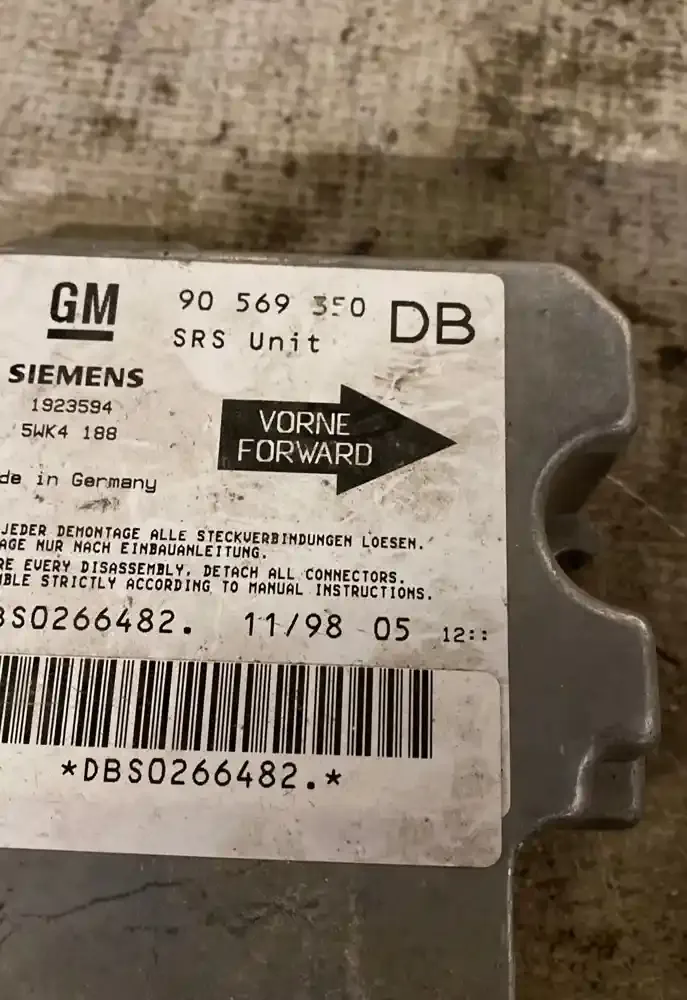 GM 90 569 350 DB
SRS Unit
SIEMENS
1923594
5WK4 188
VORNE
FORWARD
de in Germany
JEDER DEMONTAGE ALLE STECKVERBINDUNGEN LOESEN.
AGE NUR NACH EINBAUANLEITUNG.
RE EVERY DISASSEMBLY, DETACH ALL CONNECTORS.
BLE STRICTLY ACCORDING TO MANUAL INSTRUCTIONS.
BS0266482. 11/98 05 12::
*DBS0266482.*